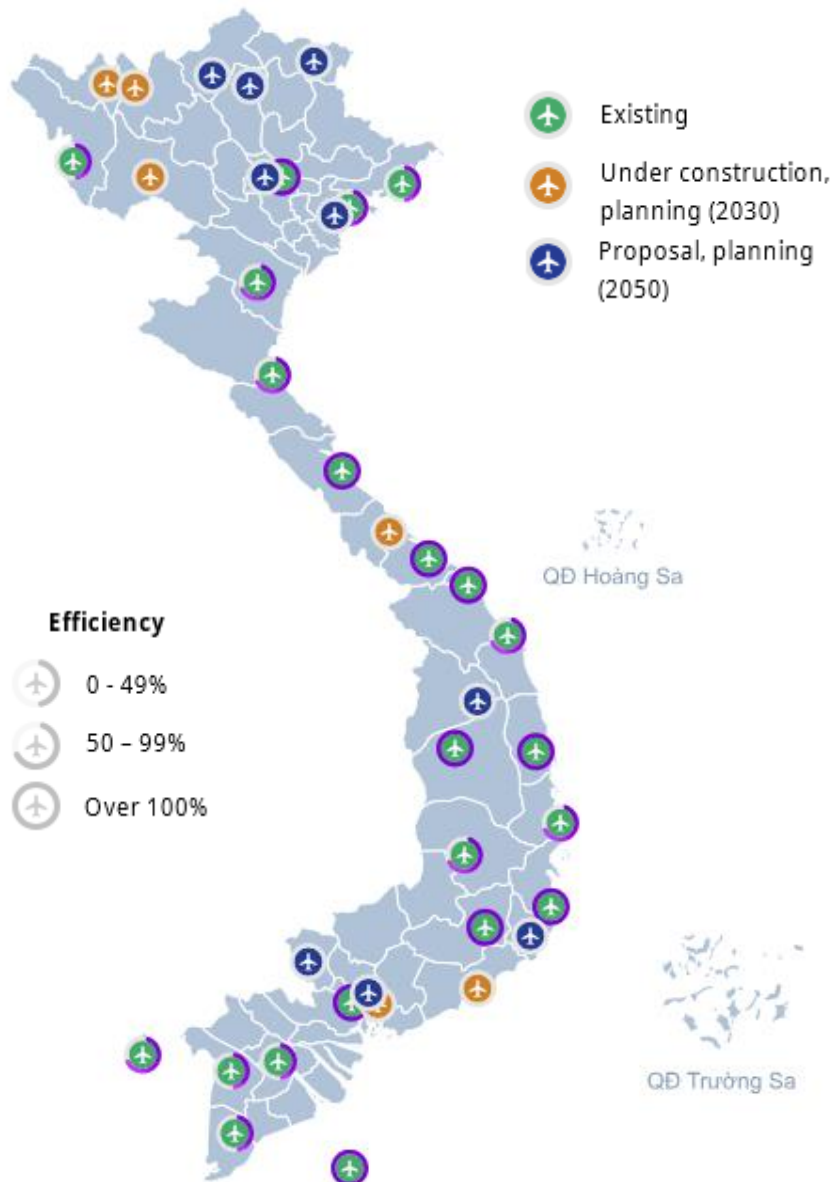 Existing
Under construction,
planning (2030)
Proposal, planning
(2050)
QĐ Hoàng Sa
Efficiency
0 - 49%
50 – 99%
Over 100%
QĐ Trường Sa